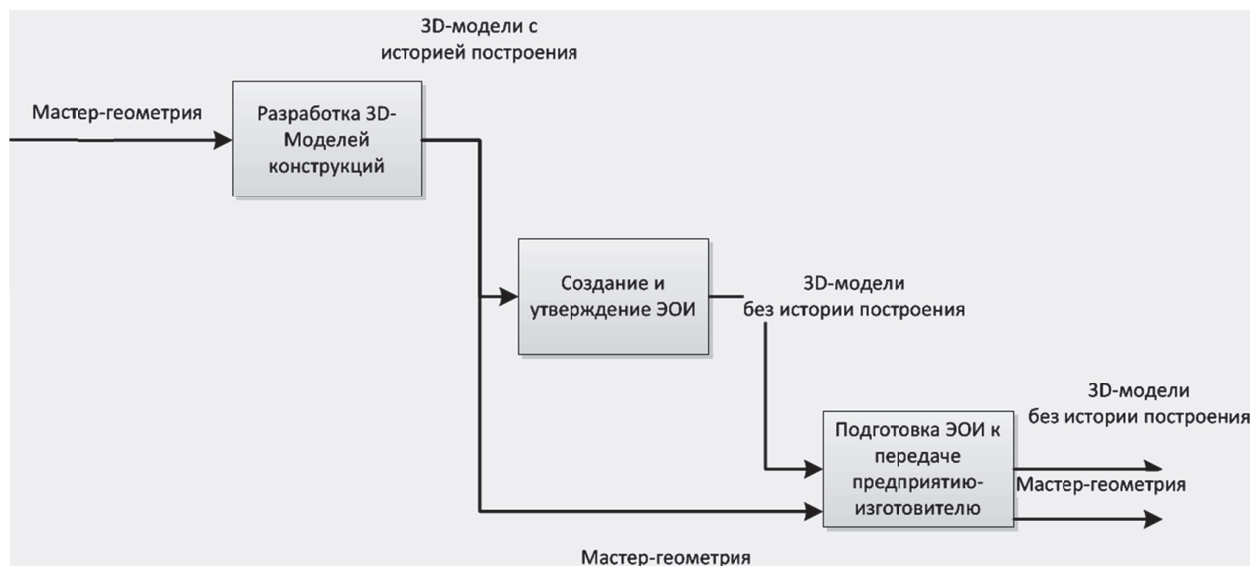 3D-модели с
историей построения
Мастер-геометрия
Разработка 3D-
Моделей
конструкций
Создание и
утверждение ЭОИ
3D-модели
без истории построения
3D-модели
без истории построения
Подготовка ЭОИ к
передаче
предприятию-
изготовителю
Мастер-геометрия
Мастер-геометрия